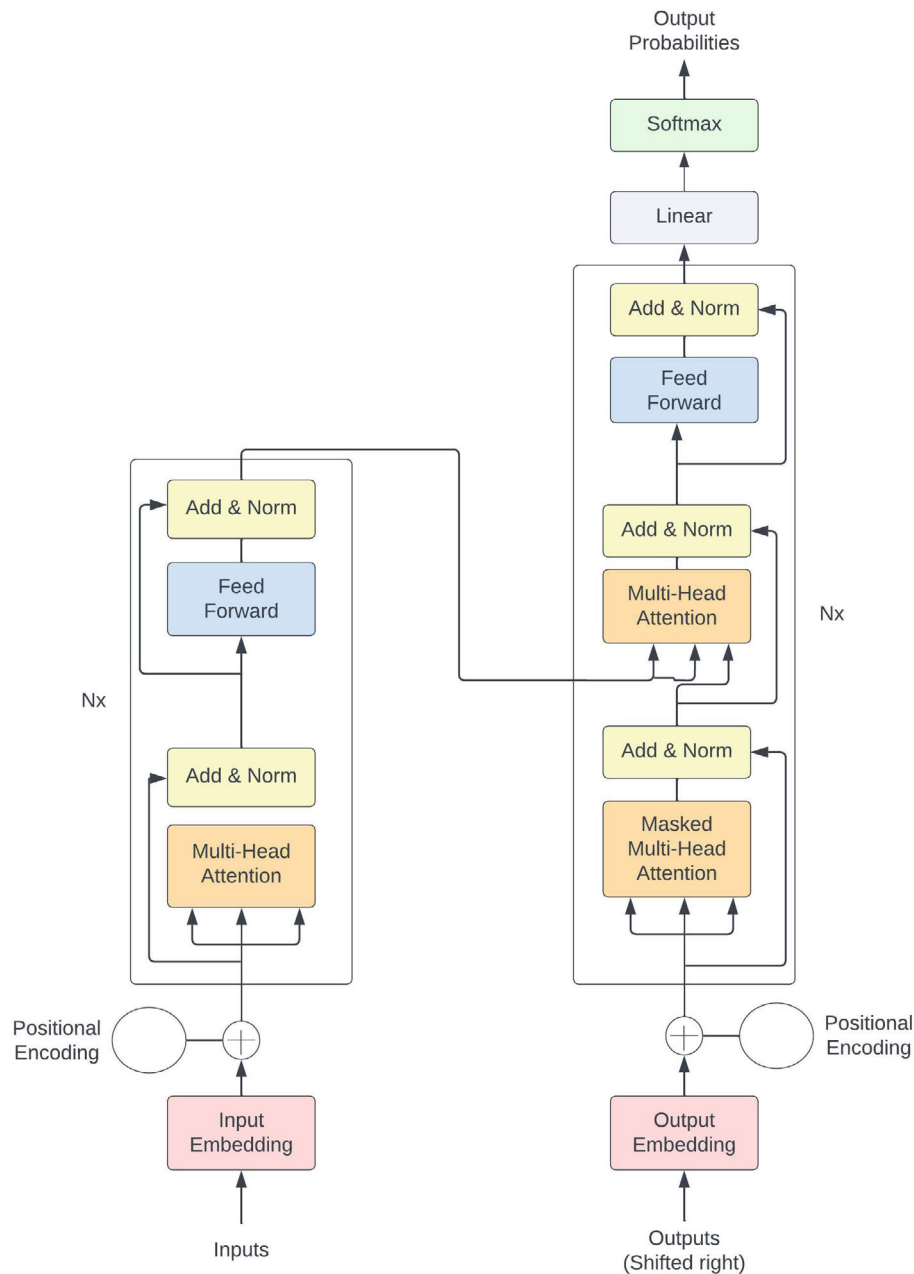 Output
Probabilities
Softmax
Linear
Add & Norm
Feed
Forward
Add & Norm
Multi-Head
Attention
Nx
Add & Norm
Masked
Multi-Head
Attention
Positional
Encoding
Output
Embedding
Outputs
(Shifted right)
Add & Norm
Feed
Forward
Nx
Add & Norm
Multi-Head
Attention
Positional
Encoding
Input
Embedding
Inputs